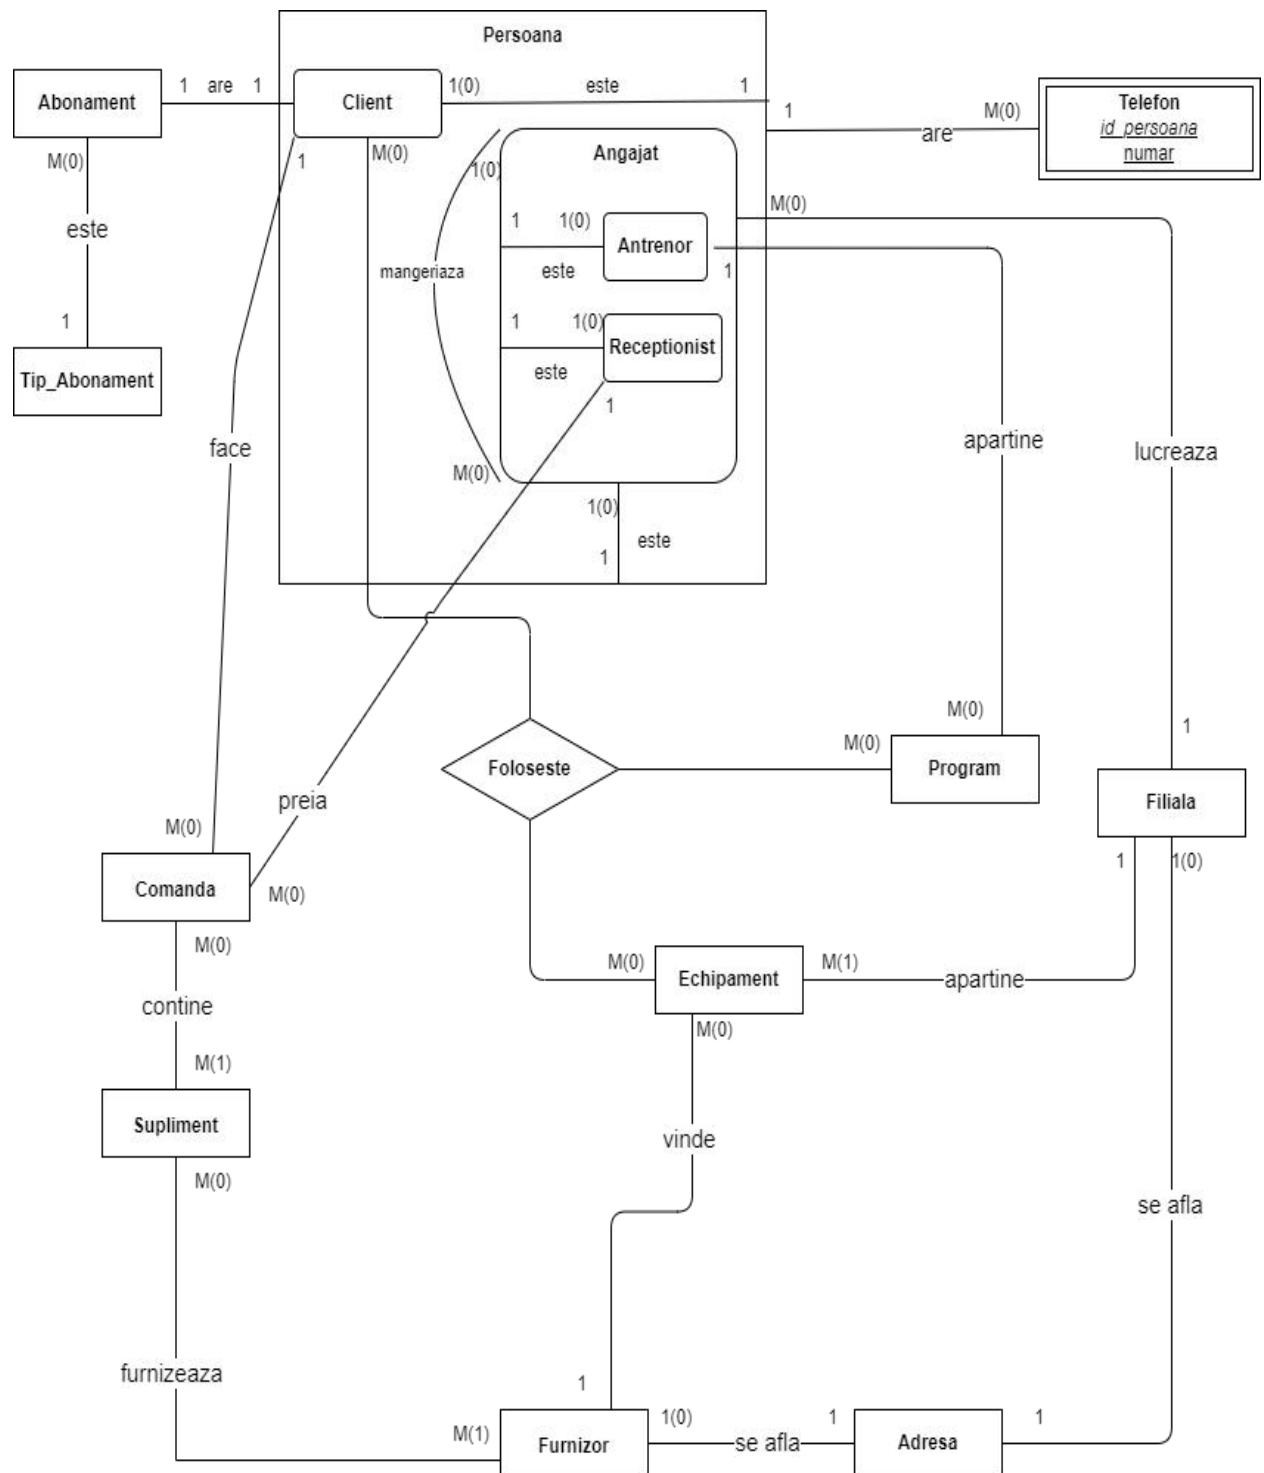 Persoana
Abonament
1 are 1
Client
1(0)
este
1
1
M(0)
are
Telefon
id_persoana
numar
M(0)
este
1
Tip_Abonament
1
M(0)
1(0)
Angajat
M(0)
1
1(0)
Antrenor
este
1
mangeriaza
1
1(0)
Receptionist
este
1
M(0)
1(0)
1
este
face
apartine
lucreaza
M(0)
1
Foloseste
M(0)
Program
Filiala
preia
M(0)
Comanda
M(0)
1
1(0)
M(0)
contine
M(1)
M(0)
Echipament
M(1)
apartine
M(0)
Supliment
M(0)
vinde
se afla
furnizeaza
1
M(1)
Furnizor
1(0)
se afla
1
Adresa
1